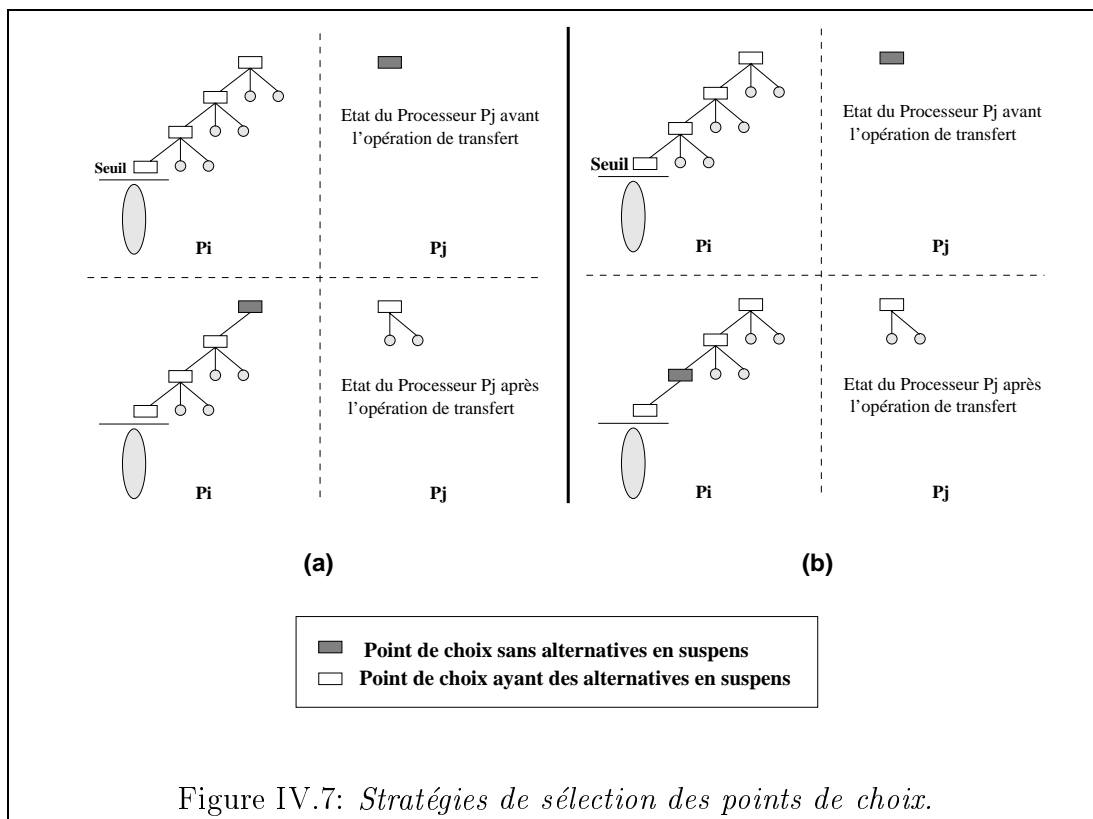 Etat du Processeur Pj avant
l'opération de transfert
Seuil
Pi
Pj
Etat du Processeur Pj après
l'opération de transfert
Pi
Pj
(a)
Etat du Processeur Pj avant
l'opération de transfert
Seuil
Pi
Pj
Etat du Processeur Pj après
l'opération de transfert
Pi
Pj
(b)
Point de choix sans alternatives en suspens
Point de choix ayant des alternatives en suspens
Figure IV.7: Stratégies de sélection des points de choix.